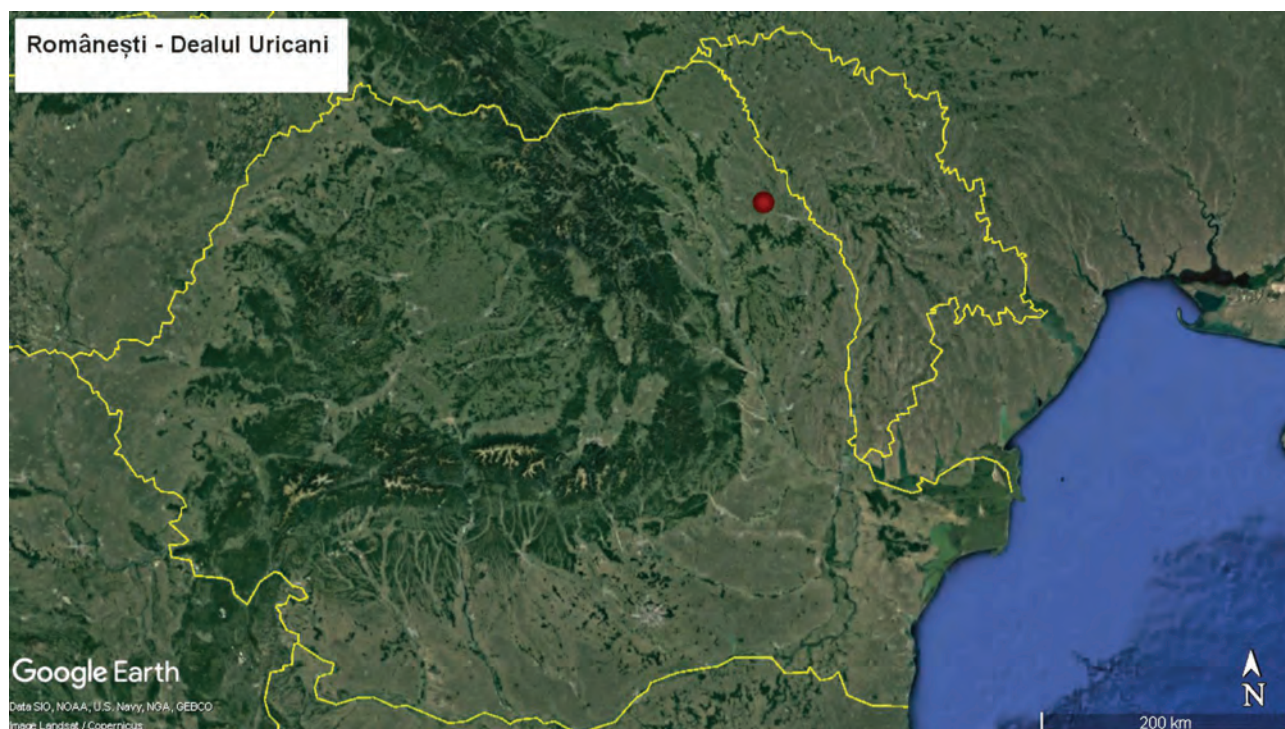 Românești - Dealul Uricani
Google Earth
Data SIO, NOAA, U.S. Navy, NGA, GEBCO
Image Landsat / Copernicus
N
200 km